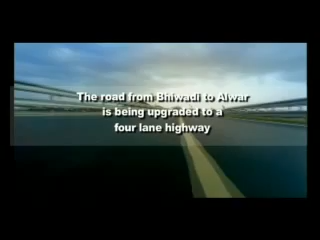 The road from Bhiwadi to Alwar
is being upgraded to a
four lane highway